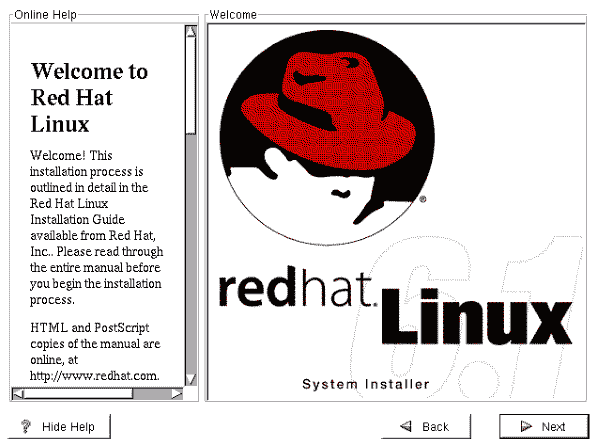 Online Help
Welcome to
Red Hat
Linux
Welcome! This
installation process is
outlined in detail in the
Red Hat Linux
Installation Guide
available from Red Hat,
Inc.. Please read through
the entire manual before
you begin the installation
process.
HTML and PostScript
copies of the manual are
online, at
http://www.redhat.com.
Welcome
®
redhat.
Linux
6.1
System Installer
Hide Help
Back
Next